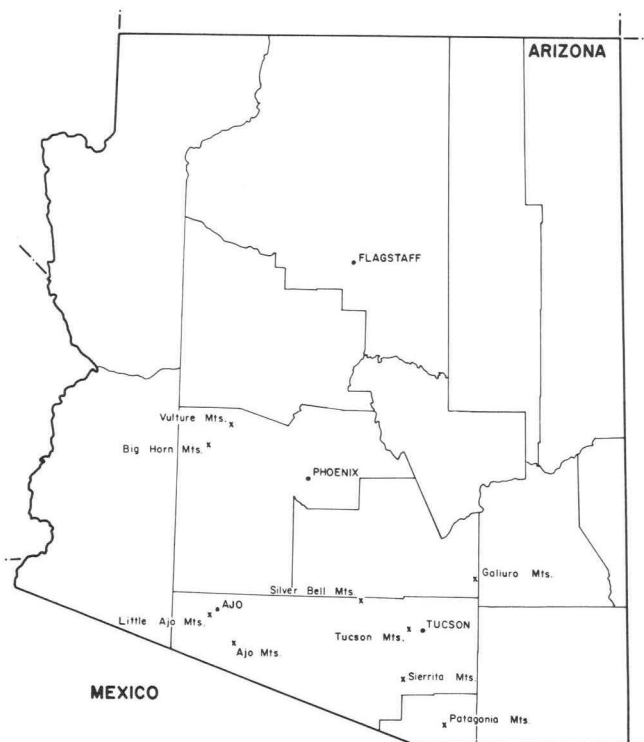 ARIZONA
FLAGSTAFF
Vulture Mts.
Big Horn Mts.
PHOENIX
Galiuro Mts.
Silver Bell Mts.
AJO
Little Ajo Mts.
TUCSON
Tucson Mts.
Ajo Mts.
Sierrita Mts.
MEXICO
Patagonia Mts.